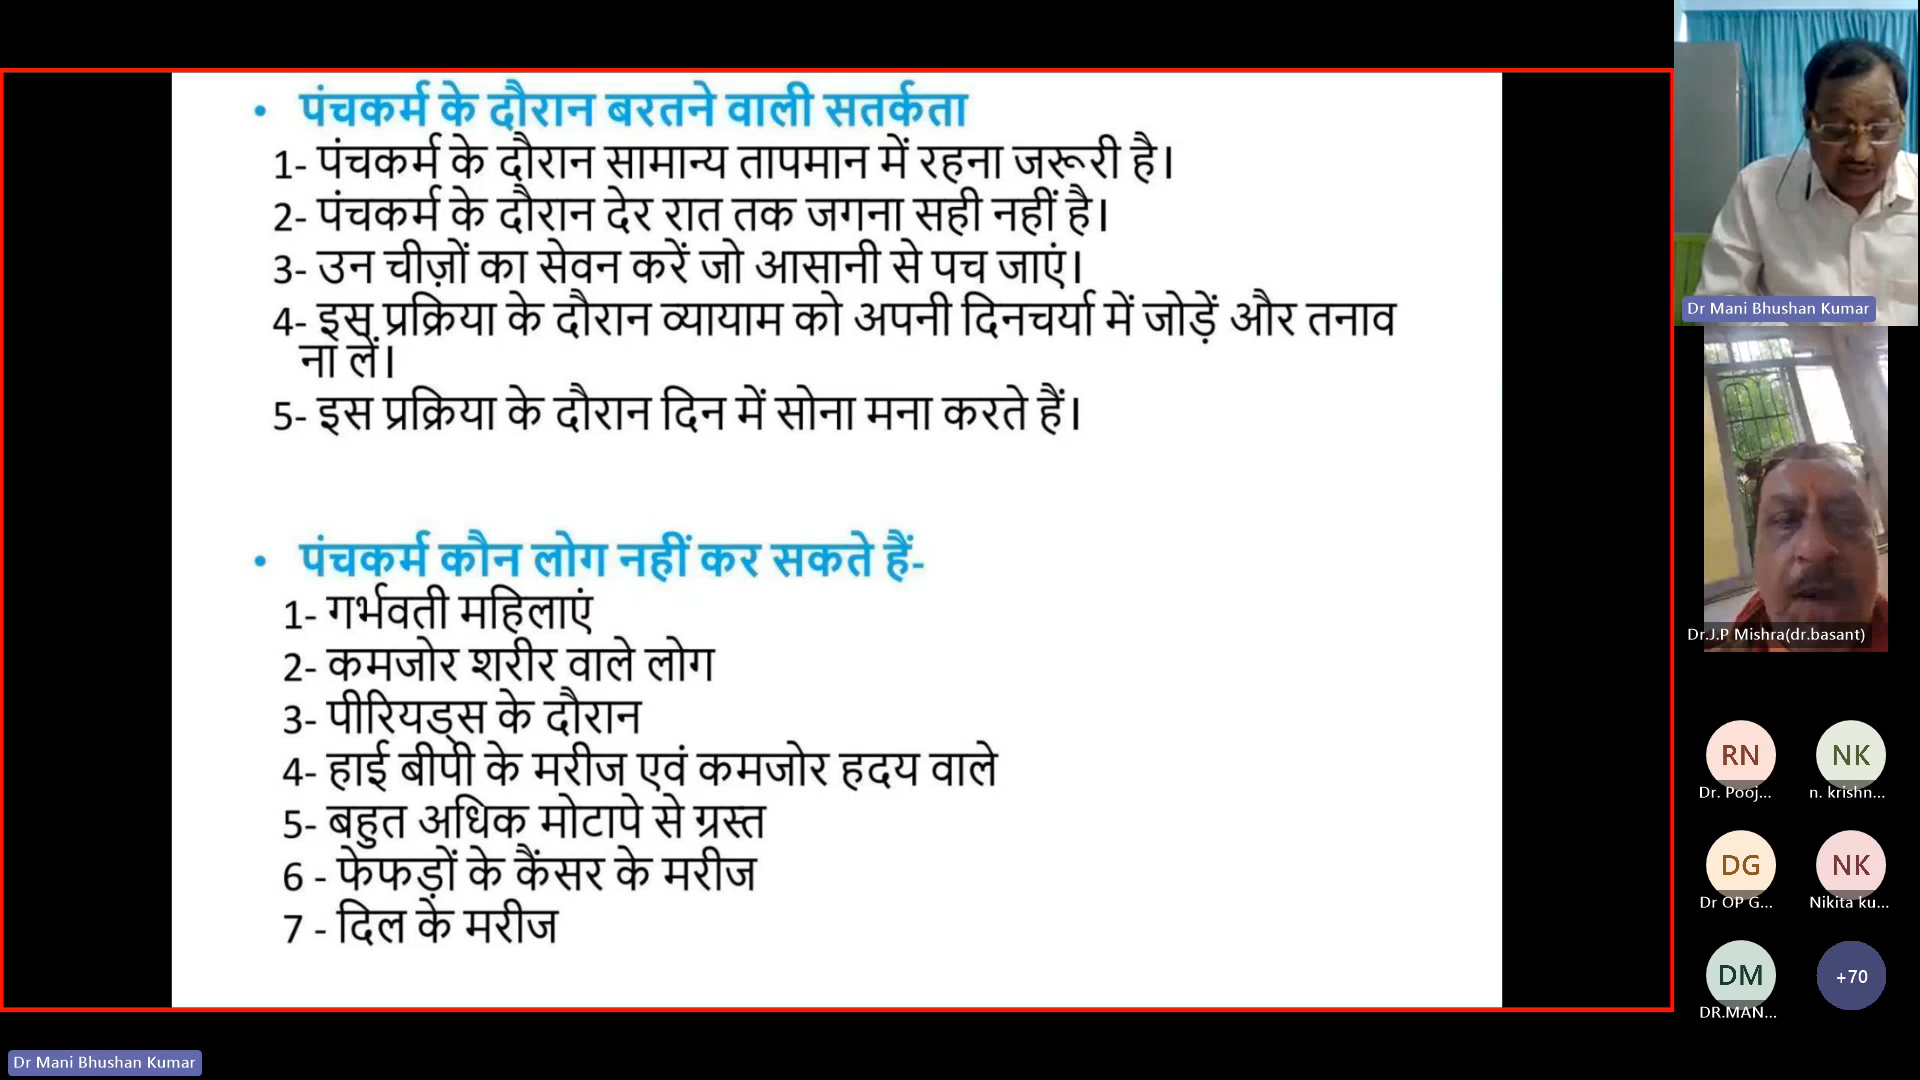 • पंचकर्म के दौरान बरतने वाली सतर्कता
1- पंचकर्म के दौरान सामान्य तापमान में रहना जरूरी है।
2- पंचकर्म के दौरान देर रात तक जगना सही नहीं है।
3- उन चीज़ों का सेवन करें जो आसानी से पच जाएं।
4- इस प्रक्रिया के दौरान व्यायाम को अपनी दिनचर्या में जोड़ें और तनाव
ना लें।
5- इस प्रक्रिया के दौरान दिन में सोना मना करते हैं।
• पंचकर्म कौन लोग नहीं कर सकते हैं-
1- गर्भवती महिलाएं
2- कमजोर शरीर वाले लोग
3- पीरियड्स के दौरान
4- हाई बीपी के मरीज एवं कमजोर हदय वाले
5- बहुत अधिक मोटापे से ग्रस्त
6 - फेफड़ों के कैंसर के मरीज
7 - दिल के मरीज
Dr Mani Bhushan Kumar
Dr.J.P Mishra(dr.basant)
RN
NK
Dr. Pooj...
n. krishn...
DG
NK
Dr OP G...
Nikita ku...
DM
+70
DR.MAN...
Dr Mani Bhushan Kumar